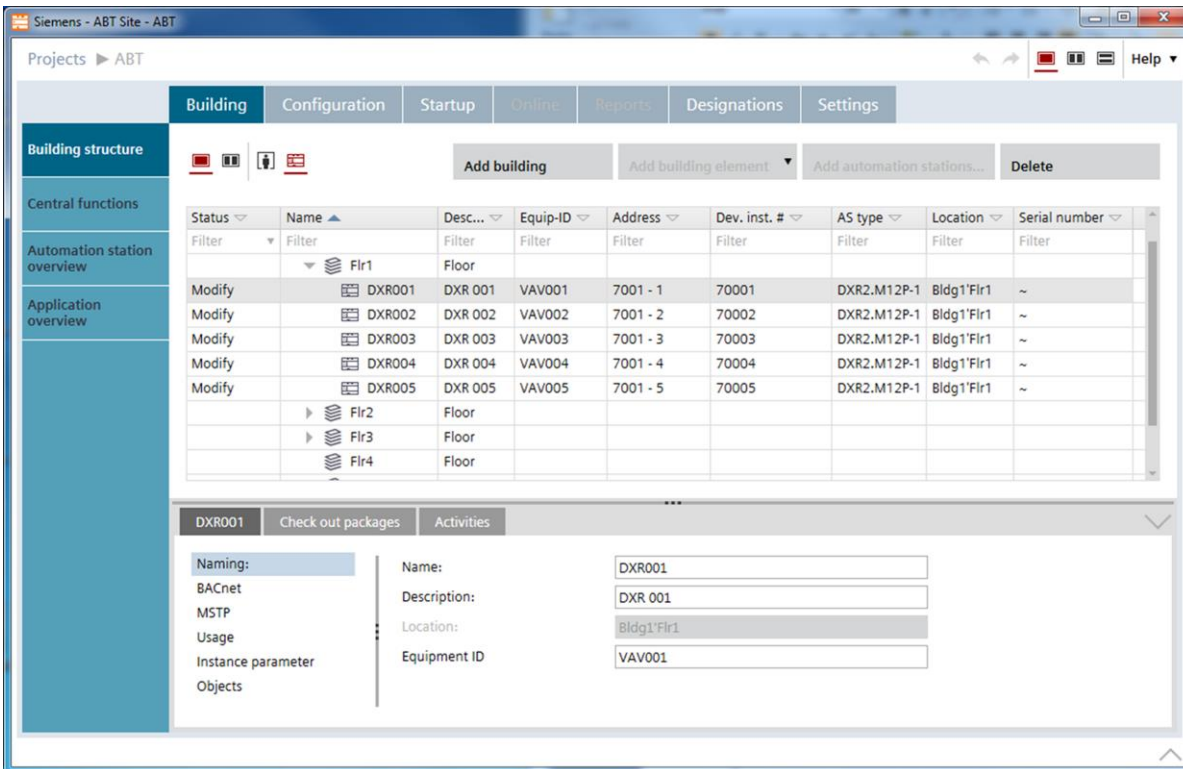 Siemens - ABT Site - ABT
Projects ▶ ABT
Help
Building Configuration Startup Online Reports Designations Settings
Building structure
Central functions
Automation station
overview
Application
overview
Add building Add building element Add automation stations... Delete
Status Name Desc... Equip-ID Address Dev. inst. # AS type Location Serial number
Filter Filter Filter Filter Filter Filter Filter Filter Filter
Flr1 Floor
Modify DXR001 DXR 001 VAV001 7001 - 1 70001 DXR2.M12P-1 Bldg1'Flr1 ~
Modify DXR002 DXR 002 VAV002 7001 - 2 70002 DXR2.M12P-1 Bldg1'Flr1 ~
Modify DXR003 DXR 003 VAV003 7001 - 3 70003 DXR2.M12P-1 Bldg1'Flr1 ~
Modify DXR004 DXR 004 VAV004 7001 - 4 70004 DXR2.M12P-1 Bldg1'Flr1 ~
Modify DXR005 DXR 005 VAV005 7001 - 5 70005 DXR2.M12P-1 Bldg1'Flr1 ~
Flr2 Floor
Flr3 Floor
Flr4 Floor
DXR001 Check out packages Activities
Naming:
BACnet
MSTP
Usage
Instance parameter
Objects
Name: DXR001
Description: DXR 001
Location: Bldg1'Flr1
Equipment ID VAV001